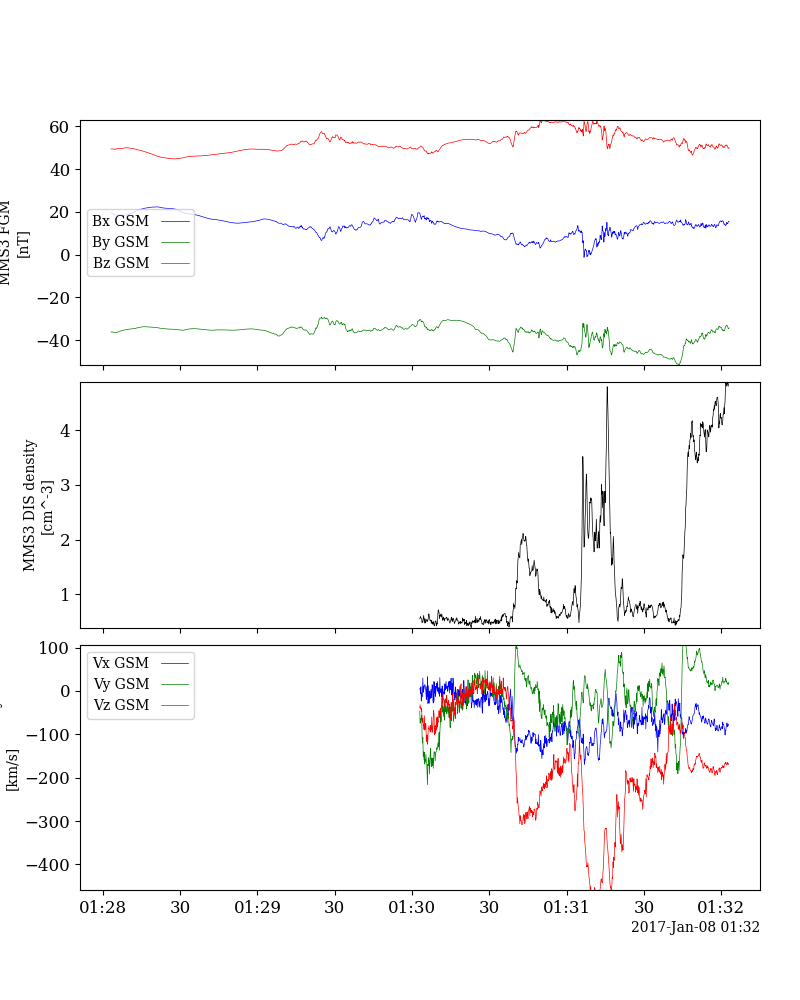 60
40
20
0
−20
−40
MMS3 FGM
[nT]
Bx GSM
By GSM
Bz GSM
4
3
2
1
MMS3 DIS density
[cm^-3]
100
0
−100
−200
−300
−400
[km/s]
Vx GSM
Vy GSM
Vz GSM
01:28 30 01:29 30 01:30 30 01:31 30 01:32
2017-Jan-08 01:32